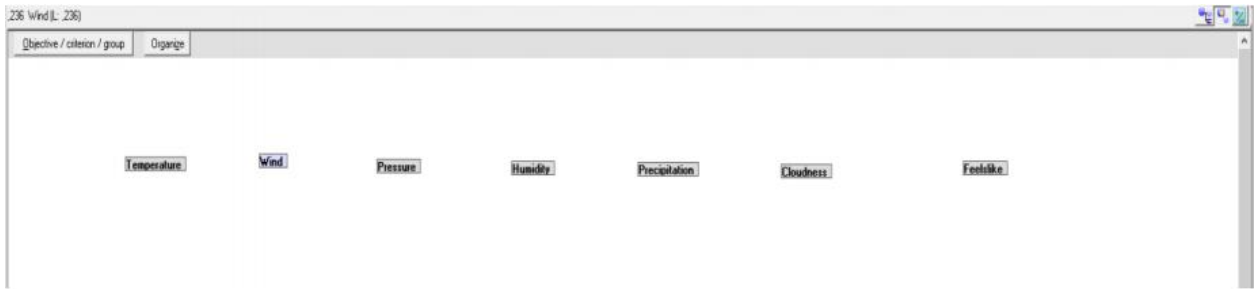 ,236 Wind (L: ,236)
Objective / criterion / group Organize
Temperature Wind Pressure Humidity Precipitation Cloudness Feelslike